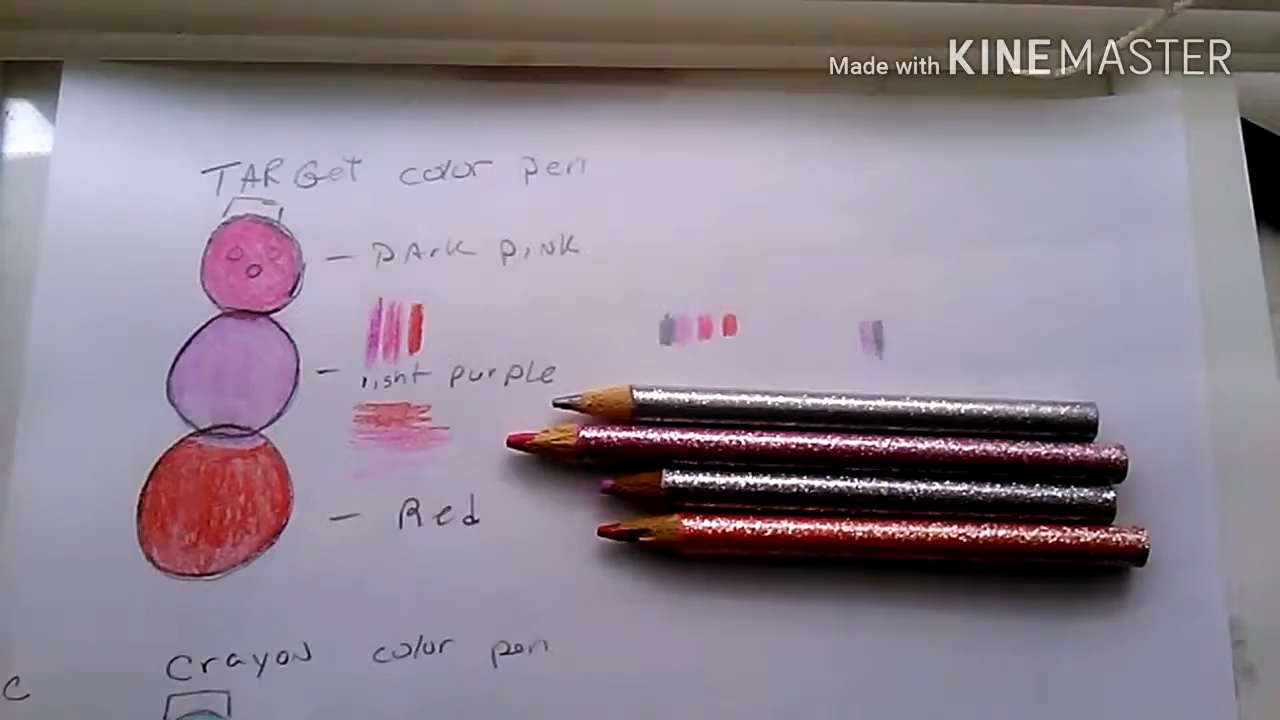 Made with KINEMASTER
TARGet color pen
- DArk pink
- light purple
- Red
Crayon color pen
C